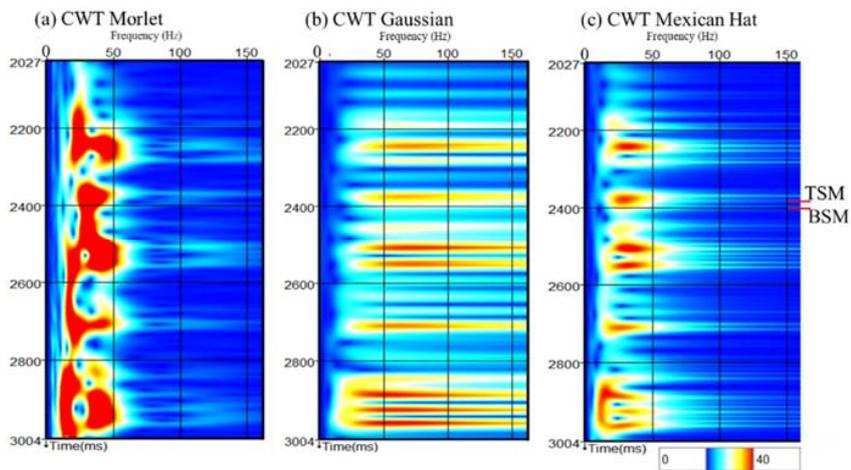 (a) CWT Morlet
Frequency (Hz)
0 50 100 150
2027
2200
2400
2600
2800
3004
Time(ms)
(b) CWT Gaussian
Frequency (Hz)
0 50 100 150
2027
2200
2400
2600
2800
3004
Time(ms)
(c) CWT Mexican Hat
Frequency (Hz)
0 50 100 150
2027
2200
2400
2600
2800
3004
Time(ms)
TSM
BSM
0 40